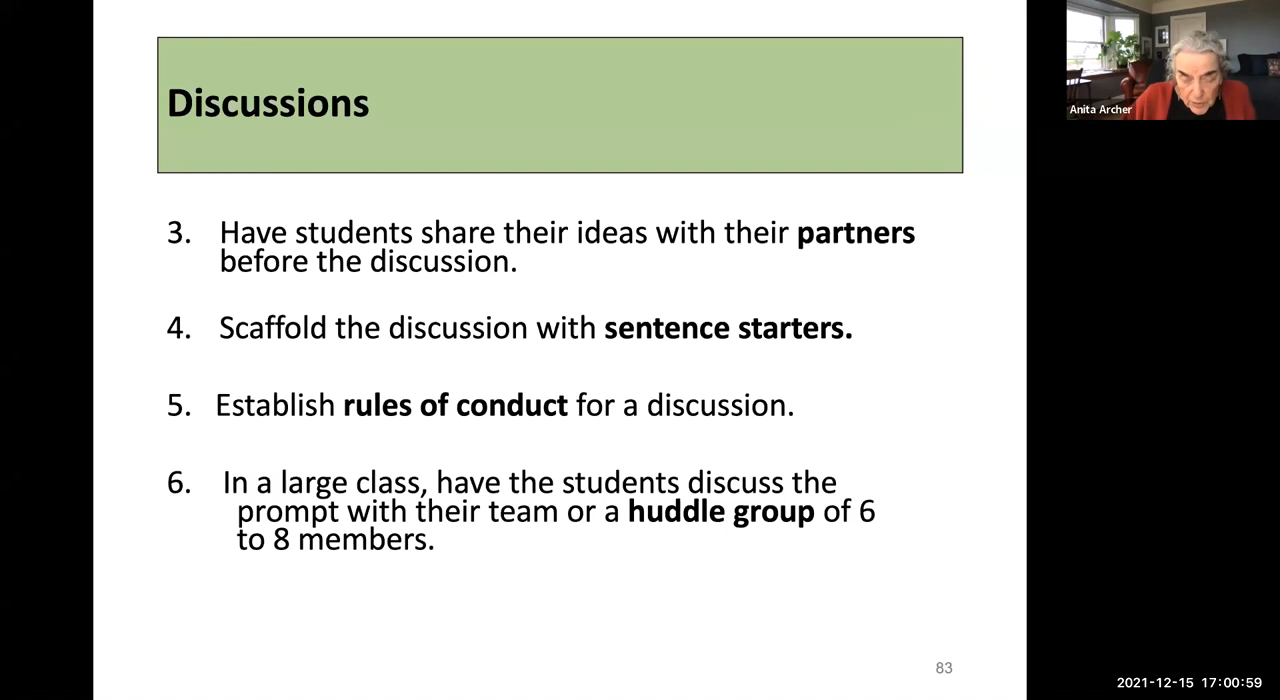 Discussions
3. Have students share their ideas with their partners
before the discussion.
4. Scaffold the discussion with sentence starters.
5. Establish rules of conduct for a discussion.
6. In a large class, have the students discuss the
prompt with their team or a huddle group of 6
to 8 members.
83
Anita Archer
2021-12-15 17:00:59